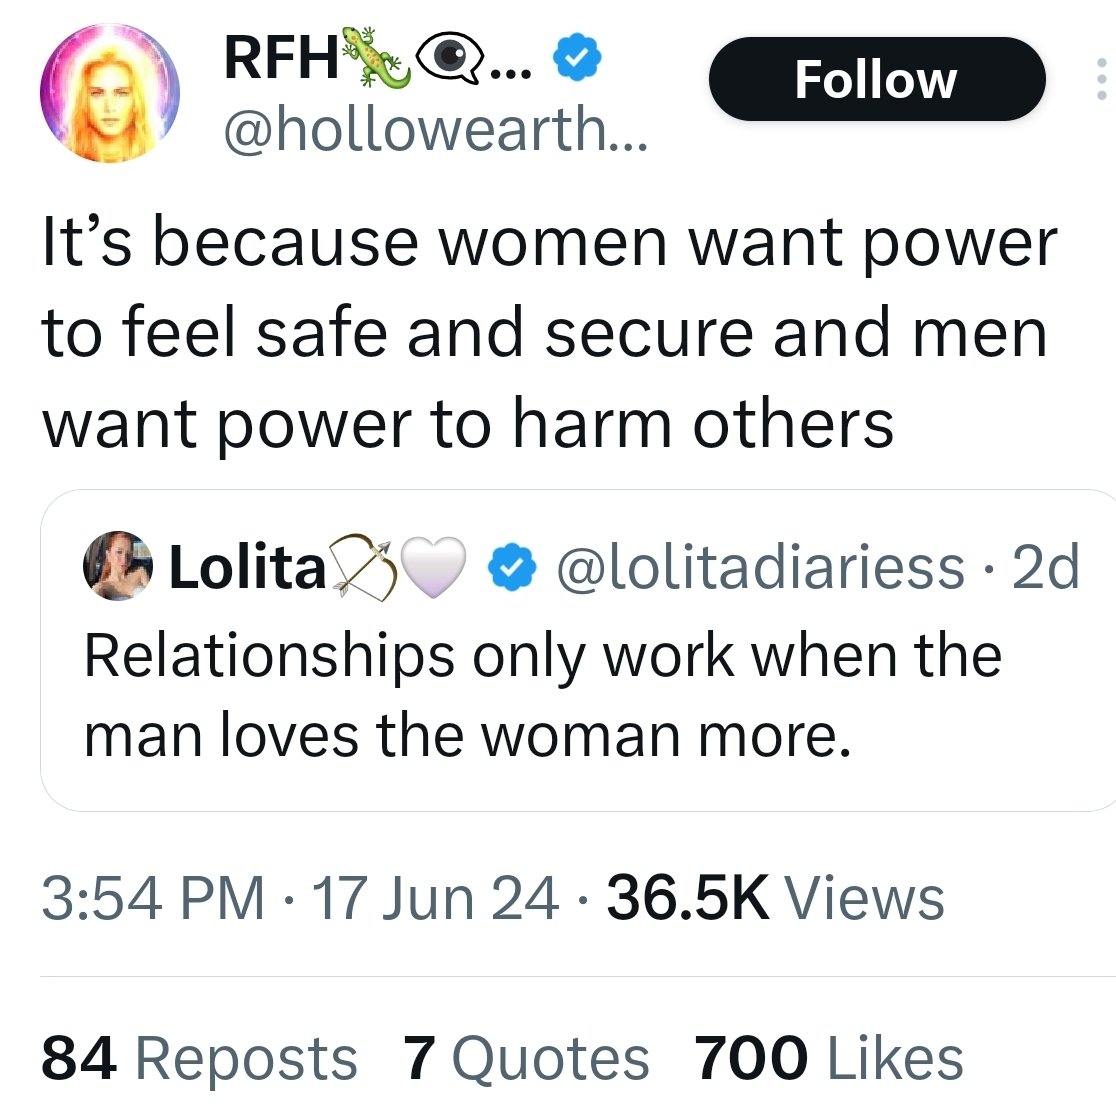 RFH🦎👁️‍🗨️...
Follow
@hollowearth...
It’s because women want power
to feel safe and secure and men
want power to harm others
Lolita🏹🤍 @lolitadiariess · 2d
Relationships only work when the
man loves the woman more.
3:54 PM · 17 Jun 24 · 36.5K Views
84 Reposts 7 Quotes 700 Likes